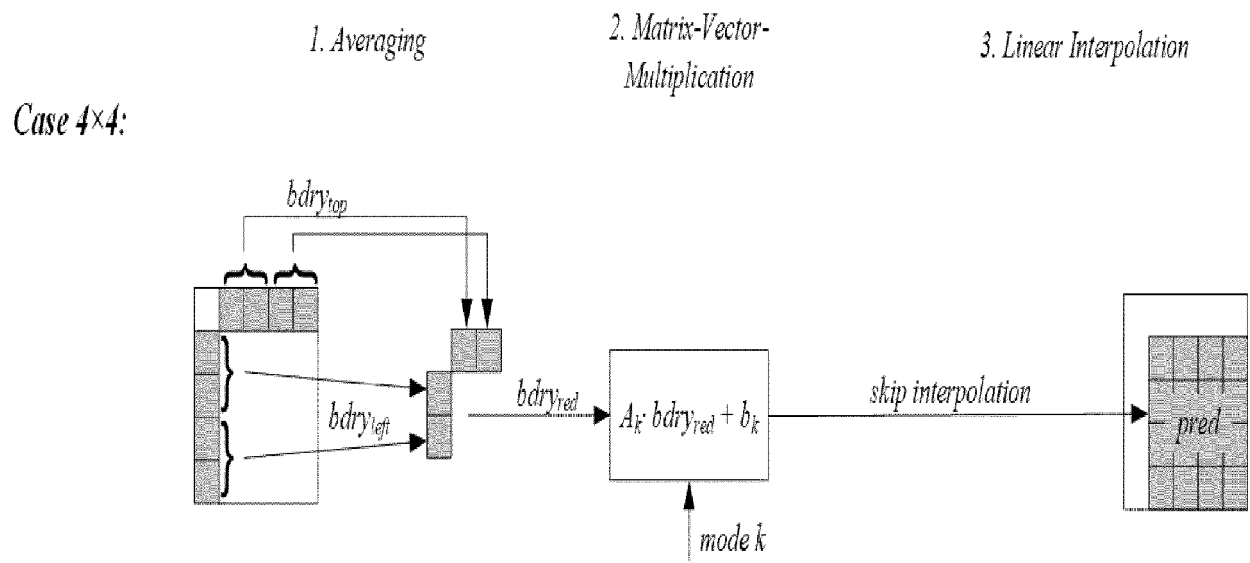 1. Averaging
2. Matrix-Vector-
Multiplication
3. Linear Interpolation
Case 4×4:
bdry_top
bdry_left
bdry_red
A_k· bdry_red + b_k
skip interpolation
pred
mode k